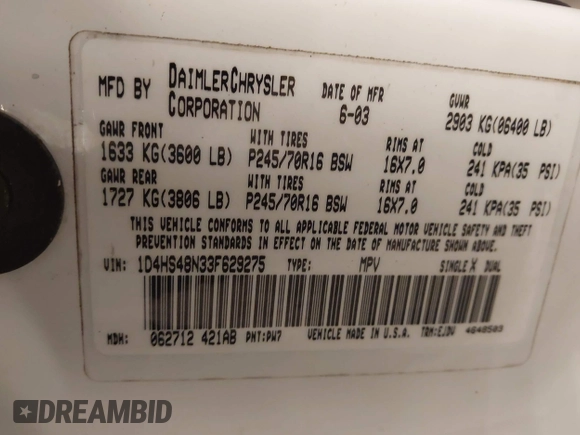 MFD BY DAIMLERCHRYSLER CORPORATION
DATE OF MFR 6-03
GVWR 2903 KG(06400 LB)
GAWR FRONT WITH TIRES RIMS AT COLD
1633 KG(3600 LB) P245/70R16 BSW 16X7.0 241 KPA(35 PSI)
GAWR REAR WITH TIRES RIMS AT COLD
1727 KG(3806 LB) P245/70R16 BSW 16X7.0 241 KPA(35 PSI)
THIS VEHICLE CONFORMS TO ALL APPLICABLE FEDERAL MOTOR VEHICLE SAFETY AND THEFT
PREVENTION STANDARDS IN EFFECT ON THE DATE OF MANUFACTURE SHOWN ABOVE.
VIN: 1D4HS48N33F629275 TYPE: MPV SINGLE X DUAL
MDH: 062712 421AB PNT:PW7 VEHICLE MADE IN U.S.A. TRM:EJDV 4648503
DREAMBID